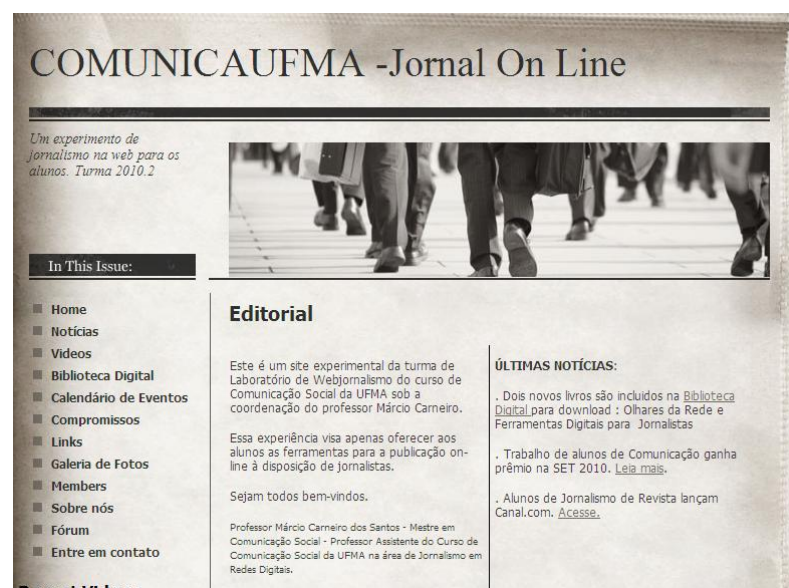 COMUNICAUFMA -Jornal On Line
Um experimento de
jornalismo na web para os
alunos. Turma 2010.2
In This Issue:
Home
Notícias
Videos
Biblioteca Digital
Calendário de Eventos
Compromissos
Links
Galeria de Fotos
Members
Sobre nós
Fórum
Entre em contato
Editorial
Este é um site experimental da turma de
Laboratório de Webjornalismo do curso de
Comunicação Social da UFMA sob a
coordenação do professor Márcio Carneiro.
Essa experiência visa apenas oferecer aos
alunos as ferramentas para a publicação on-
line à disposição de jornalistas.
Sejam todos bem-vindos.
Professor Márcio Carneiro dos Santos - Mestre em
Comunicação Social - Professor Assistente do Curso de
Comunicação Social da UFMA na área de Jornalismo em
Redes Digitais.
ÚLTIMAS NOTÍCIAS:
. Dois novos livros são incluidos na Biblioteca
Digital para download : Olhares da Rede e
Ferramentas Digitais para Jornalistas
. Trabalho de alunos de Comunicação ganha
prêmio na SET 2010. Leia mais.
. Alunos de Jornalismo de Revista lançam
Canal.com. Acesse.